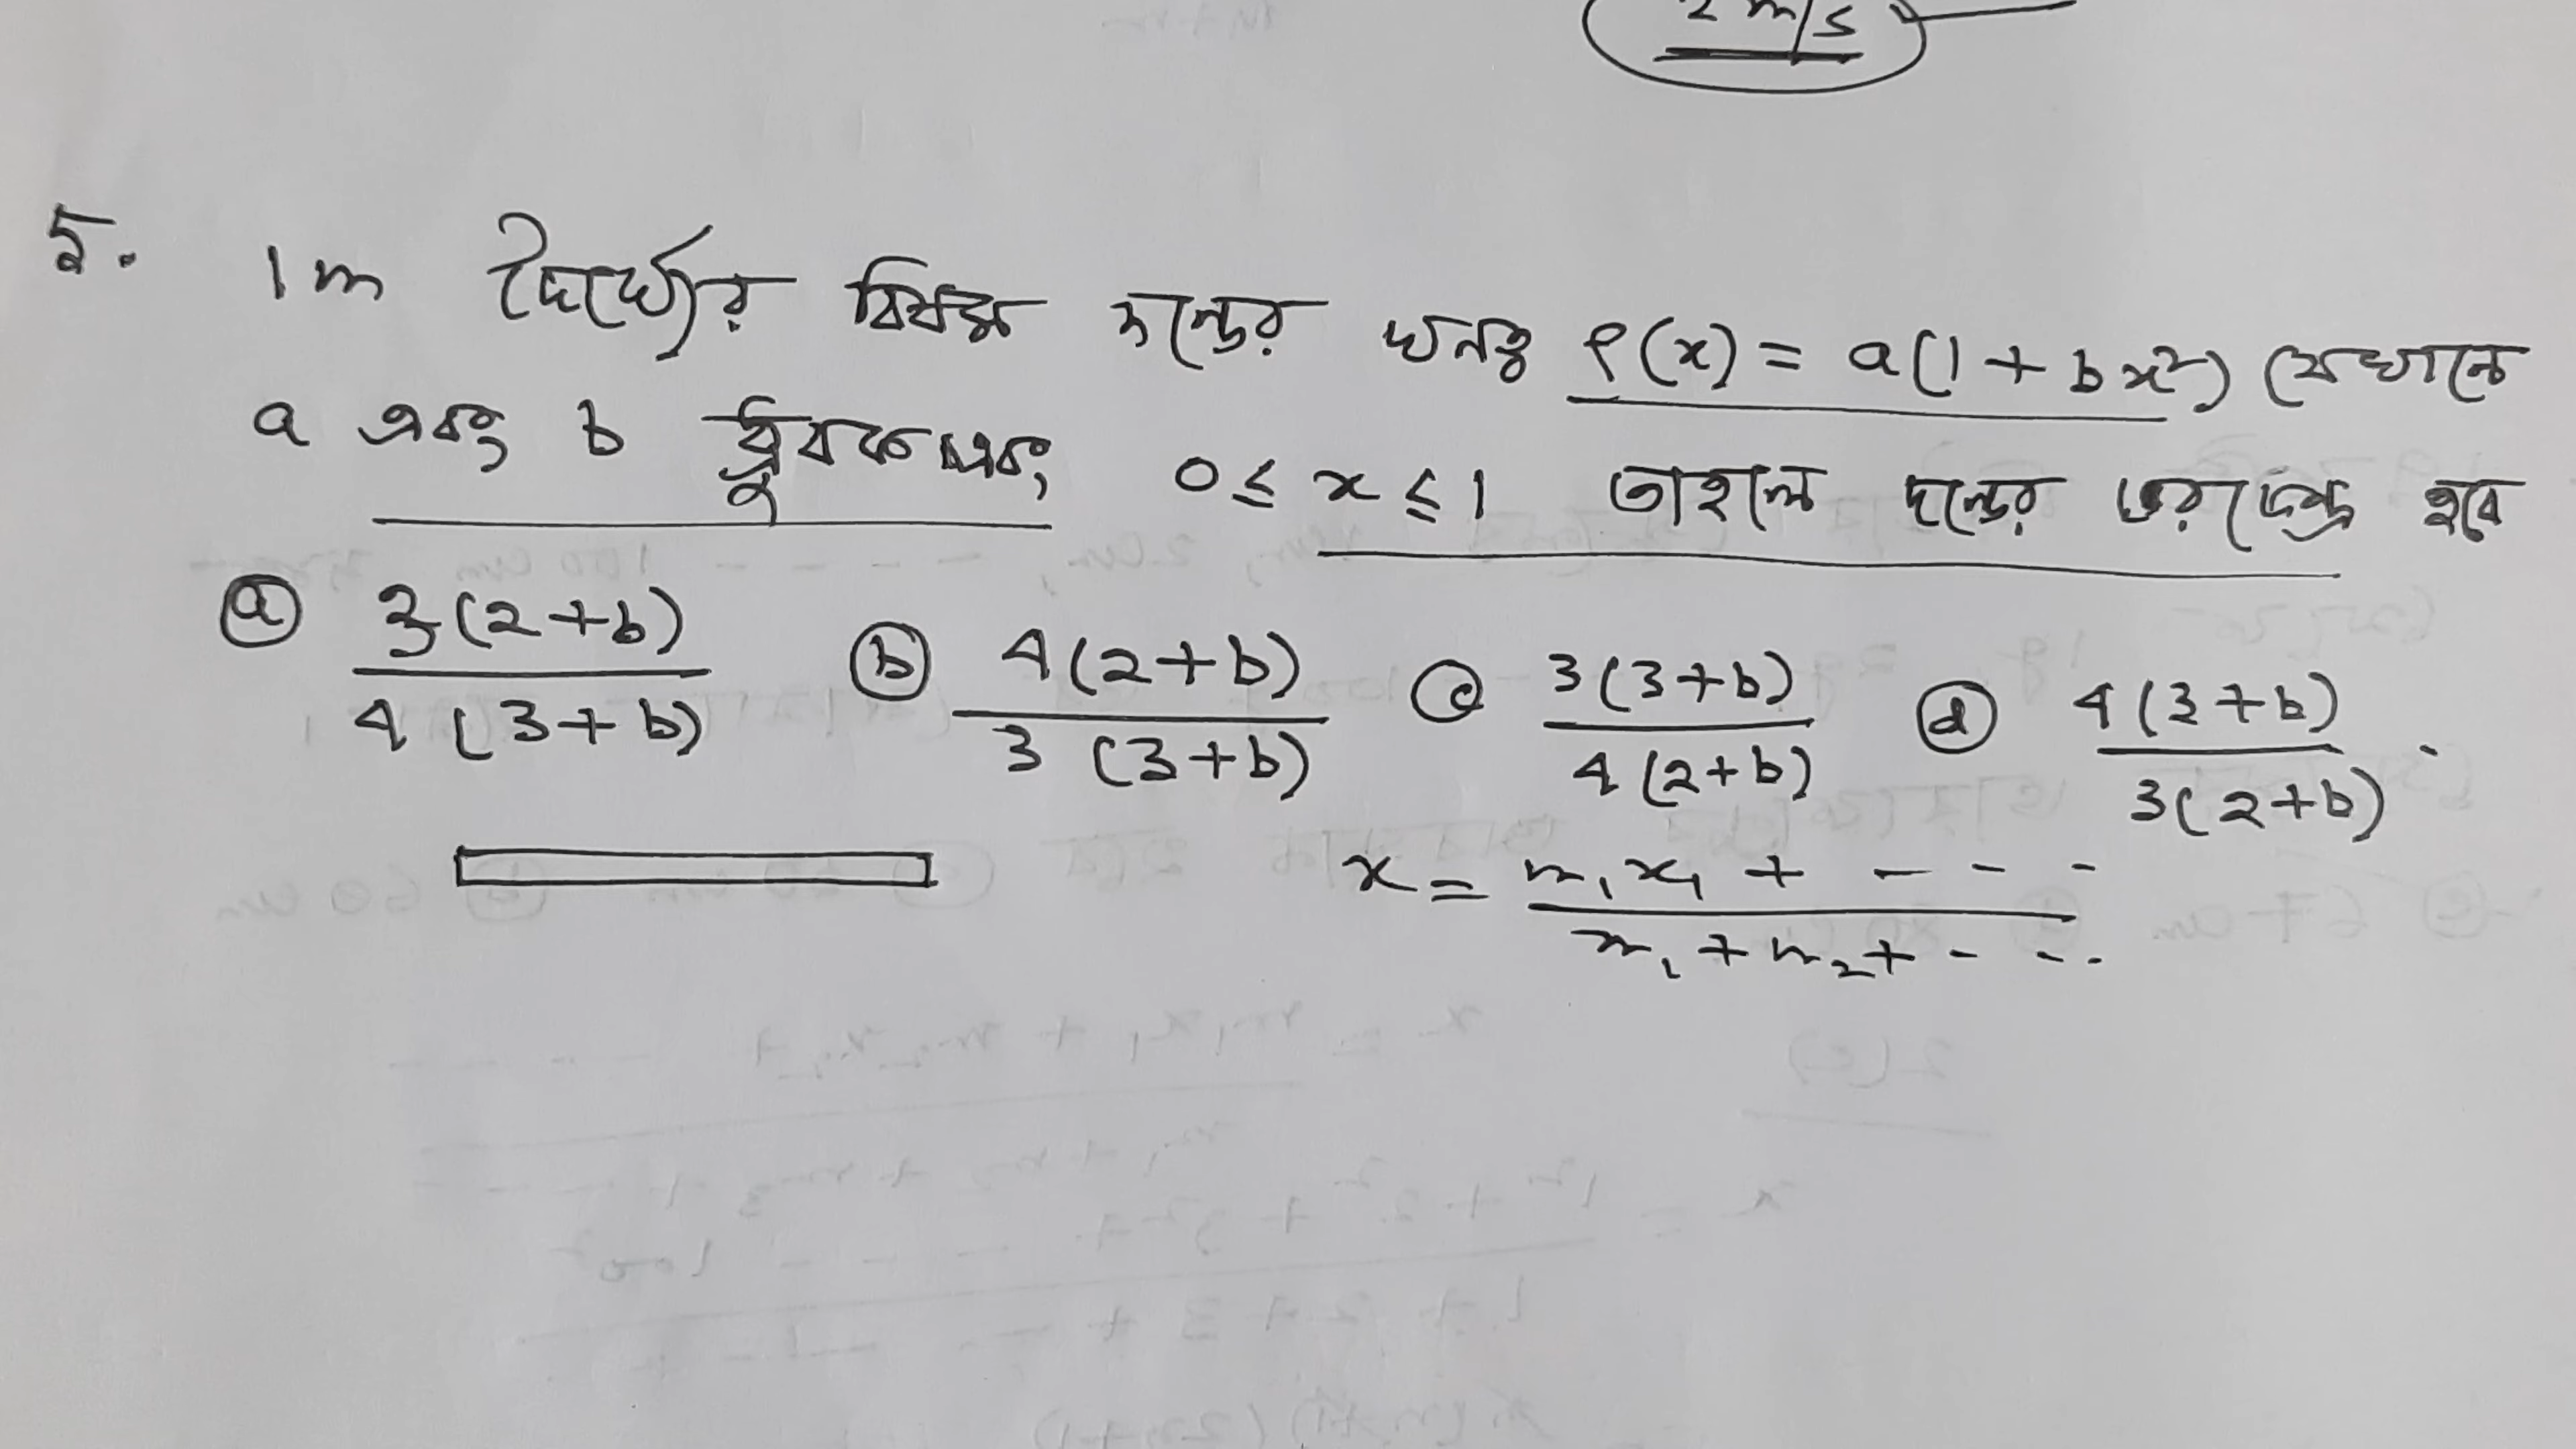 2 m/s
5. 1m দৈর্ঘ্যের বিষম দন্ডের ঘনত্ব ρ(x) = a(1 + bx²) যেখানে
a এবং b ধ্রুবক এবং 0 ≤ x ≤ 1 তাহলে দন্ডের ভরকেন্দ্র হবে
ⓐ 3(2+b) / 4(3+b) ⓑ 4(2+b) / 3(3+b) ⓒ 3(3+b) / 4(2+b) ⓓ 4(3+b) / 3(2+b).
x = m₁x₁ + - - - / m₁ + m₂ + - - -